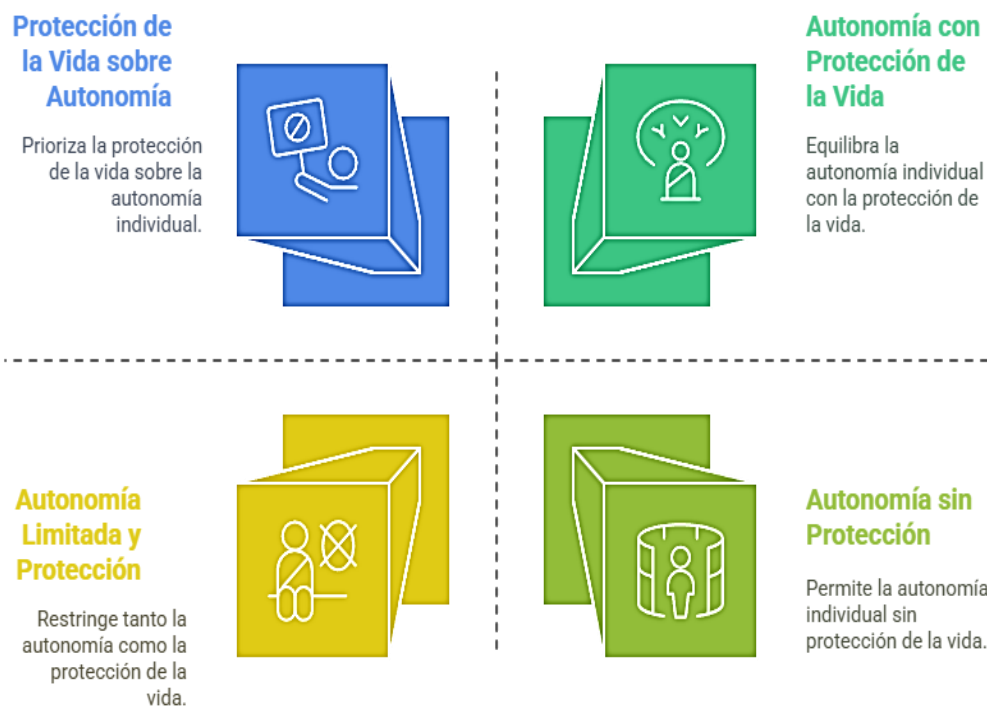 Protección de
la Vida sobre
Autonomía
Prioriza la protección
de la vida sobre la
autonomía
individual.
Autonomía con
Protección de
la Vida
Equilibra la
autonomía individual
con la protección de
la vida.
Autonomía
Limitada y
Protección
Restringe tanto la
autonomía como la
protección de la
vida.
Autonomía sin
Protección
Permite la autonomía
individual sin
protección de la vida.